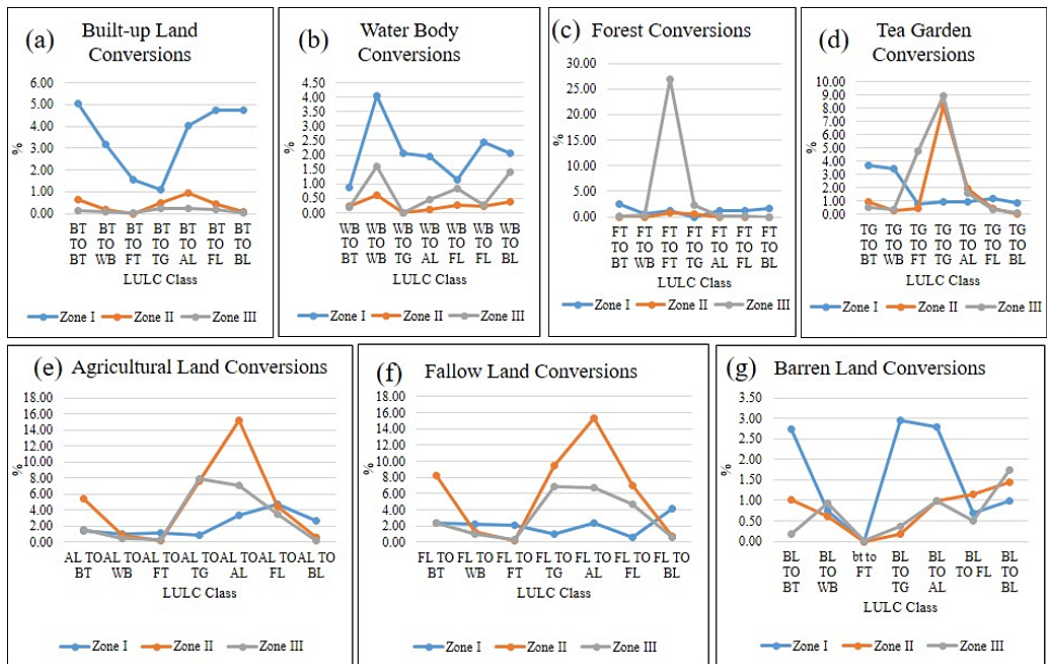 (a) Built-up Land
Conversions
6.00
5.00
4.00
3.00
2.00
1.00
0.00
%
BT BT BT BT BT BT BT
TO TO TO TO TO TO TO
BT WB FT TG AL FL BL
LULC Class
Zone I Zone II Zone III
(b) Water Body
Conversions
4.50
4.00
3.50
3.00
2.50
2.00
1.50
1.00
0.50
0.00
%
WB WB WB WB WB WB WB
TO TO TO TO TO TO TO
BT WB TG AL FL FL BL
LULC Class
Zone I Zone II Zone III
(c) Forest Conversions
30.00
25.00
20.00
15.00
10.00
5.00
0.00
%
FT FT FT FT FT FT FT
TO TO TO TO TO TO TO
BT WB FT TG AL FL BL
LULC Class
Zone I Zone II Zone III
(d) Tea Garden
Conversions
10.00
9.00
8.00
7.00
6.00
5.00
4.00
3.00
2.00
1.00
0.00
%
TG TG TG TG TG TG TG
TO TO TO TO TO TO TO
BT WB FT TG AL FL BL
LULC Class
Zone I Zone II Zone III
(e) Agricultural Land Conversions
18.00
16.00
14.00
12.00
10.00
8.00
6.00
4.00
2.00
0.00
%
AL TO AL TO AL TO AL TO AL TO AL TO AL TO
BT WB FT TG AL FL BL
LULC Class
Zone I Zone II Zone III
(f) Fallow Land Conversions
18.00
16.00
14.00
12.00
10.00
8.00
6.00
4.00
2.00
0.00
%
FL TO FL TO FL TO FL TO FL TO FL TO FL TO
BT WB FT TG AL FL BL
LULC Class
Zone I Zone II Zone III
(g) Barren Land Conversions
3.50
3.00
2.50
2.00
1.50
1.00
0.50
0.00
%
BL BL bt to BL BL BL BL
TO TO FT TO TO TO FL TO
BT WB TG AL BL
LULC Class
Zone I Zone II Zone III